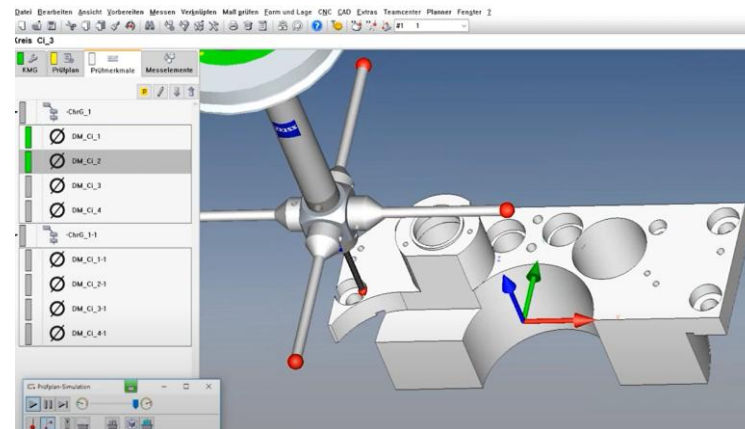 Datei Bearbeiten Ansicht Vorbereiten Messen Verknüpfen Maß prüfen Form und Lage CNC CAD Extras Teamcenter Planner Fenster ?
#1 1
Kreis Ci_3
KMG Prüfplan Prüfmerkmale Messelemente
-ChrG_1
DM_Ci_1
DM_Ci_2
DM_Ci_3
DM_Ci_4
-ChrG_1-1
DM_Ci_1-1
DM_Ci_2-1
DM_Ci_3-1
DM_Ci_4-1
Prüfplan-Simulation
ZEISS